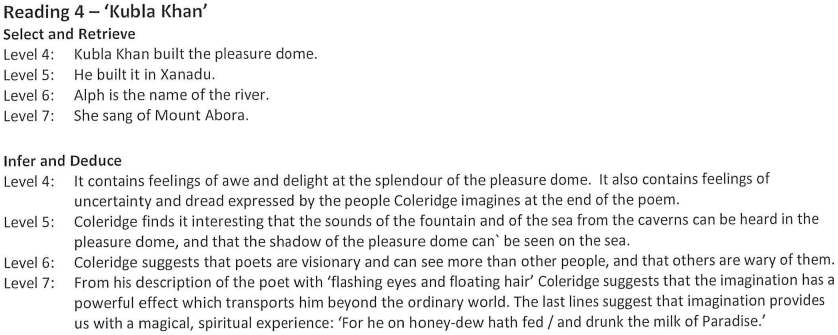 Reading 4 – ‘Kubla Khan’
Select and Retrieve
Level 4: Kubla Khan built the pleasure dome.
Level 5: He built it in Xanadu.
Level 6: Alph is the name of the river.
Level 7: She sang of Mount Abora.
Infer and Deduce
Level 4: It contains feelings of awe and delight at the splendour of the pleasure dome. It also contains feelings of
uncertainty and dread expressed by the people Coleridge imagines at the end of the poem.
Level 5: Coleridge finds it interesting that the sounds of the fountain and of the sea from the caverns can be heard in the
pleasure dome, and that the shadow of the pleasure dome can` be seen on the sea.
Level 6: Coleridge suggests that poets are visionary and can see more than other people, and that others are wary of them.
Level 7: From his description of the poet with ‘flashing eyes and floating hair’ Coleridge suggests that the imagination has a
powerful effect which transports him beyond the ordinary world. The last lines suggest that imagination provides
us with a magical, spiritual experience: ‘For he on honey-dew hath fed / and drunk the milk of Paradise.’